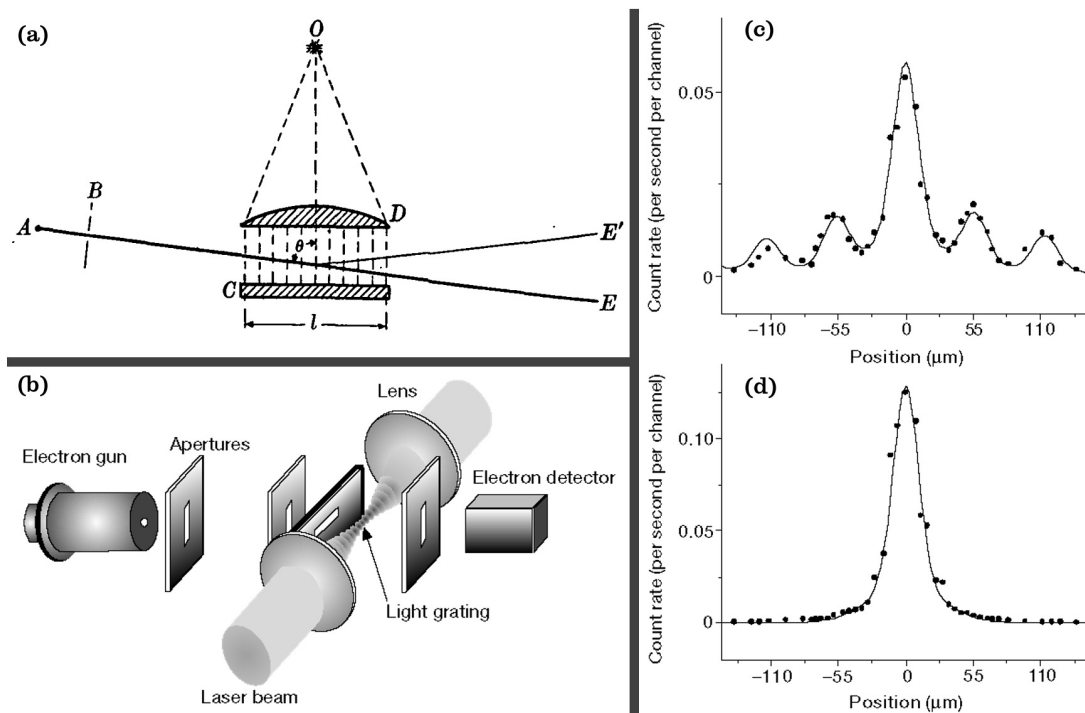 (a)
O
B
A
D
θ
E'
C
E
l
(b)
Lens
Electron gun
Apertures
Electron detector
Light grating
Laser beam
(c)
Count rate (per second per channel)
0.05
0
−110 −55 0 55 110
Position (μm)
(d)
Count rate (per second per channel)
0.10
0.05
0
−110 −55 0 55 110
Position (μm)